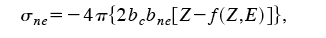 σ_{ne} = −4π{2b_c b_{ne}[Z−f(Z,E)]},